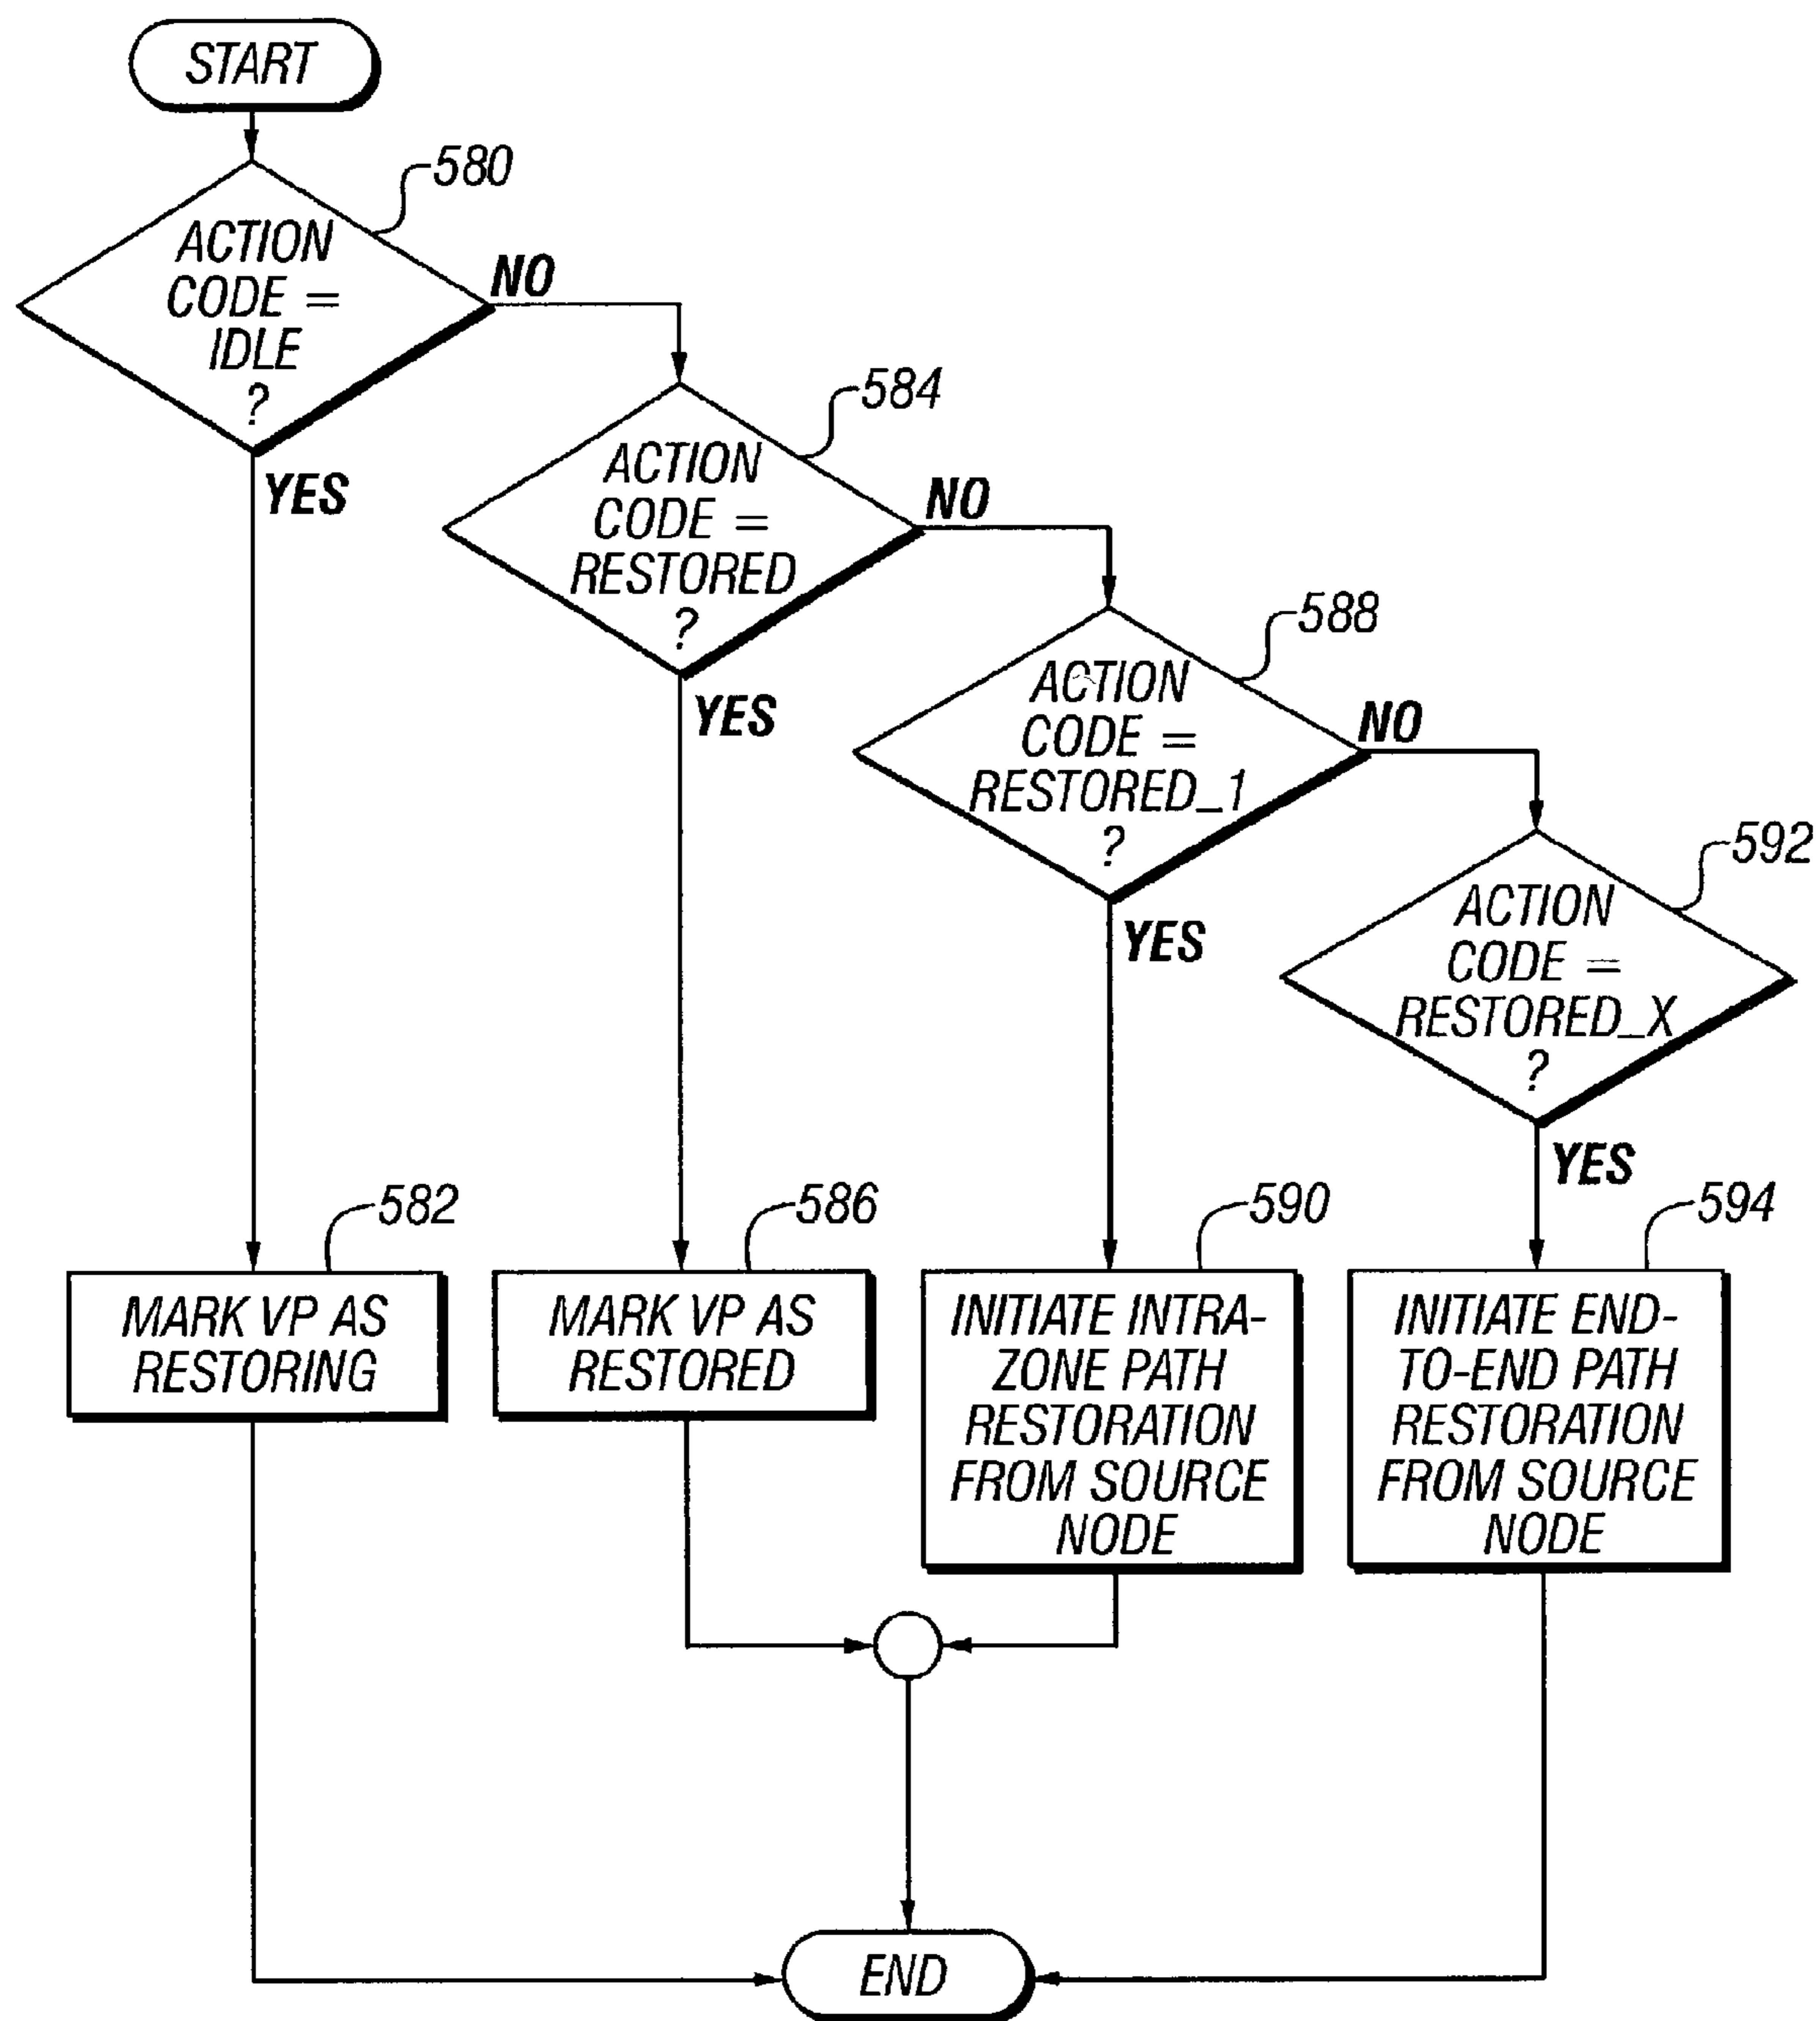 START
580
ACTION
CODE =
IDLE
?
NO
YES
584
ACTION
CODE =
RESTORED
?
NO
YES
588
ACTION
CODE =
RESTORED_1
?
NO
YES
592
ACTION
CODE =
RESTORED_X
?
YES
582
MARK VP AS
RESTORING
586
MARK VP AS
RESTORED
590
INITIATE INTRA-
ZONE PATH
RESTORATION
FROM SOURCE
NODE
594
INITIATE END-
TO-END PATH
RESTORATION
FROM SOURCE
NODE
END